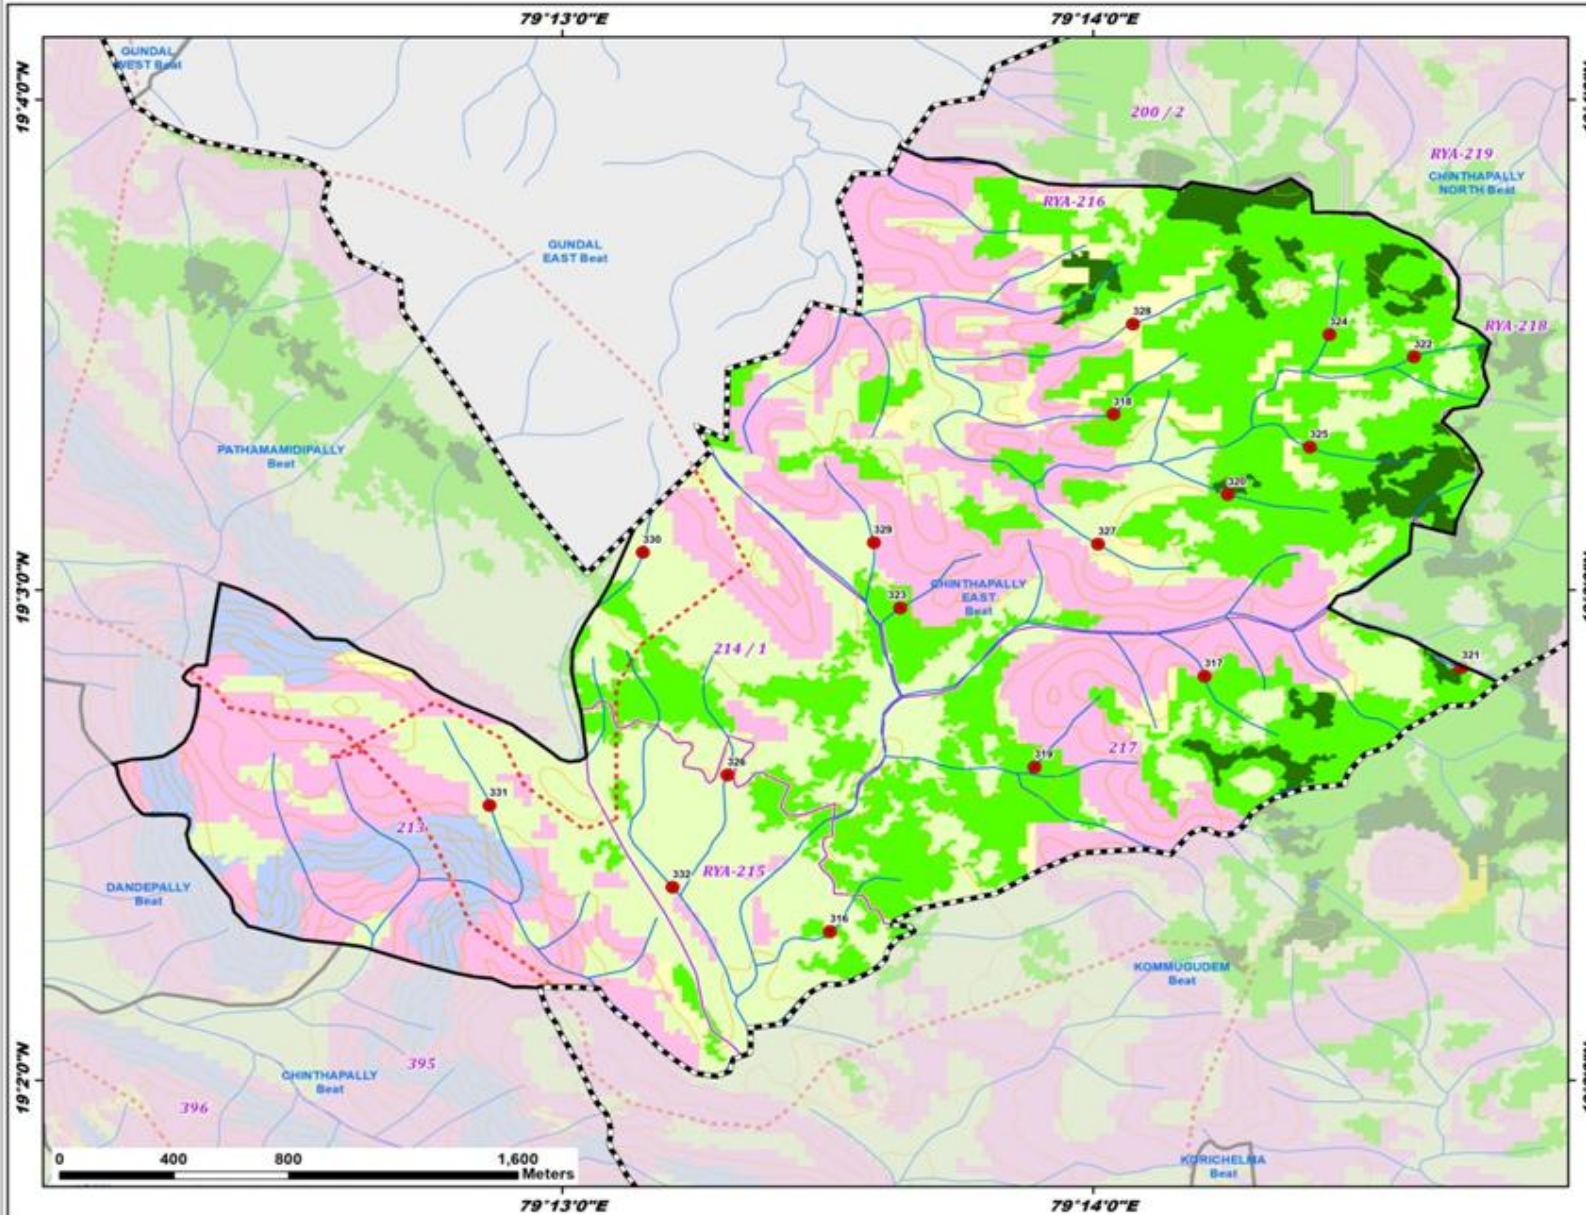 79°13'0"E
79°14'0"E
19°4'0"N
GUNDAL
WEST Beat
200 / 2
RYA-219
CHINTHAPALLY
NORTH Beat
RYA-216
GUNDAL
EAST Beat
328
324
RYA-218
322
318
325
PATHAMAMIDIPALLY
Beat
320
329
327
330
19°3'0"N
CHINTHAPALLY
EAST
Beat
323
214 / 1
321
317
217
319
326
331
213
RYA-215
332
DANDEPALLY
Beat
316
KOMMUGUDEM
Beat
19°2'0"N
CHINTHAPALLY
Beat
395
396
0
400
800
1,600
Meters
KORICHELMA
Beat
79°13'0"E
79°14'0"E